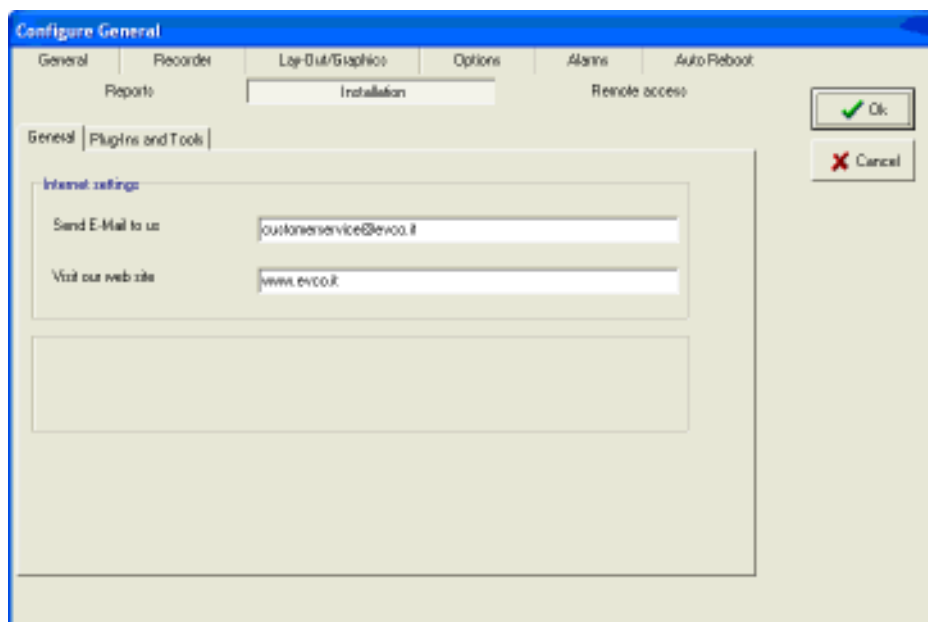 Configure General
General Recorder Lay-Out/Graphics Options Alarms Auto Reboot
Reports Installation Remote access
Ok
General Plug-Ins and Tools
Cancel
Internet settings
Send E-Mail to us customerservice@evco.it
Visit our web site www.evco.it